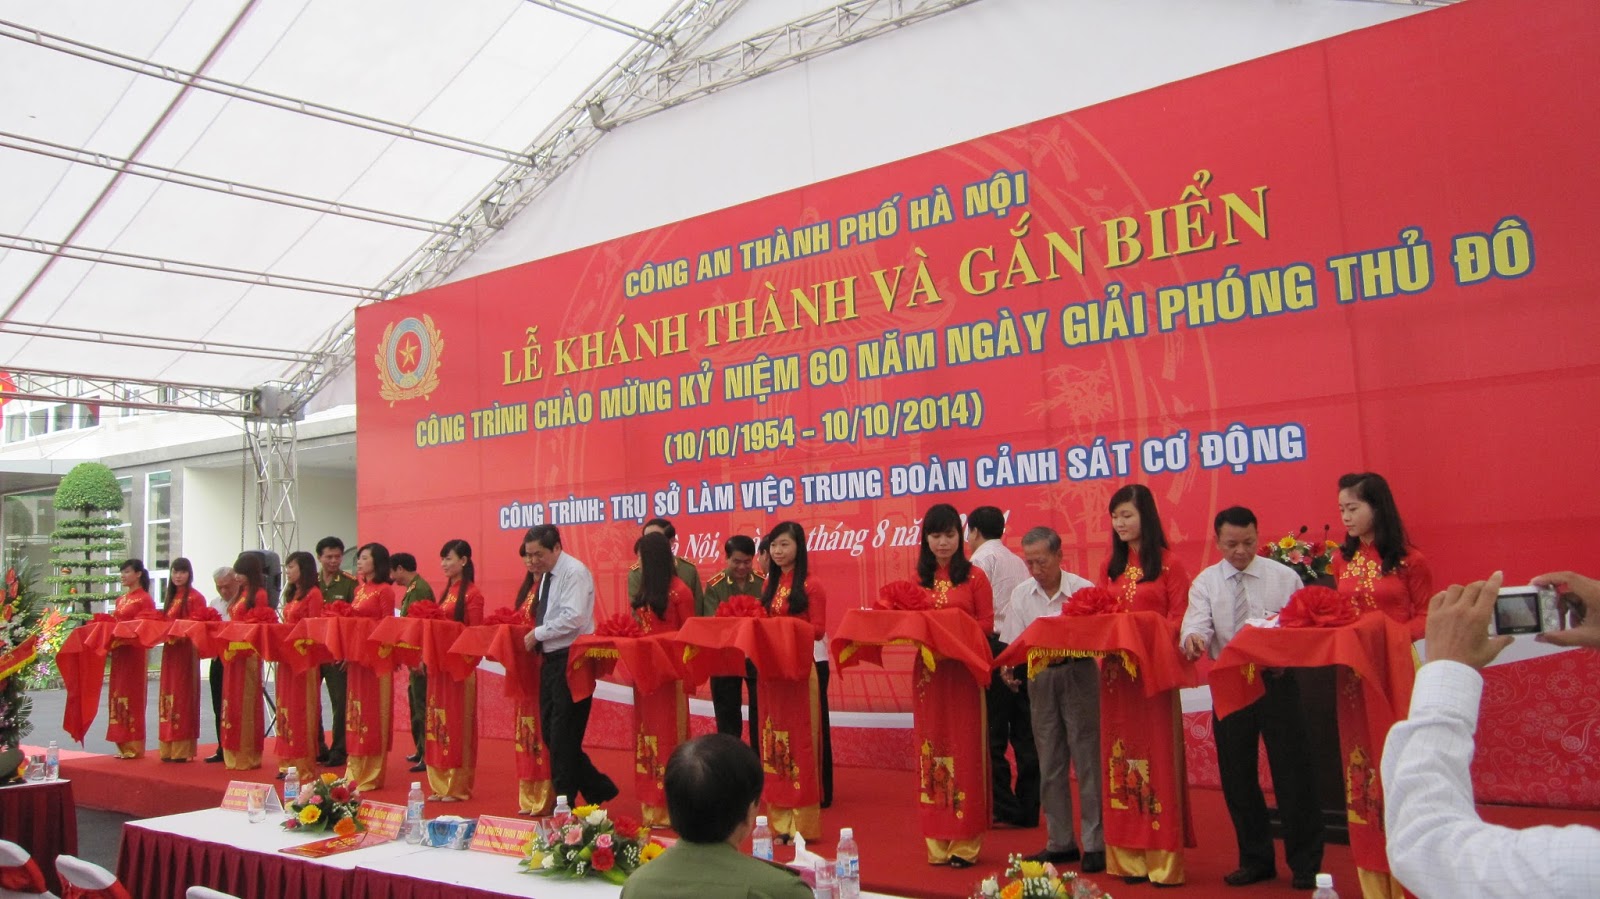 CÔNG AN THÀNH PHỐ HÀ NỘI
LỄ KHÁNH THÀNH VÀ GẮN BIỂN
CÔNG TRÌNH CHÀO MỪNG KỶ NIỆM 60 NĂM NGÀY GIẢI PHÓNG THỦ ĐÔ
(10/10/1954 - 10/10/2014)
CÔNG TRÌNH: TRỤ SỞ LÀM VIỆC TRUNG ĐOÀN CẢNH SÁT CƠ ĐỘNG
Nội, tháng 8